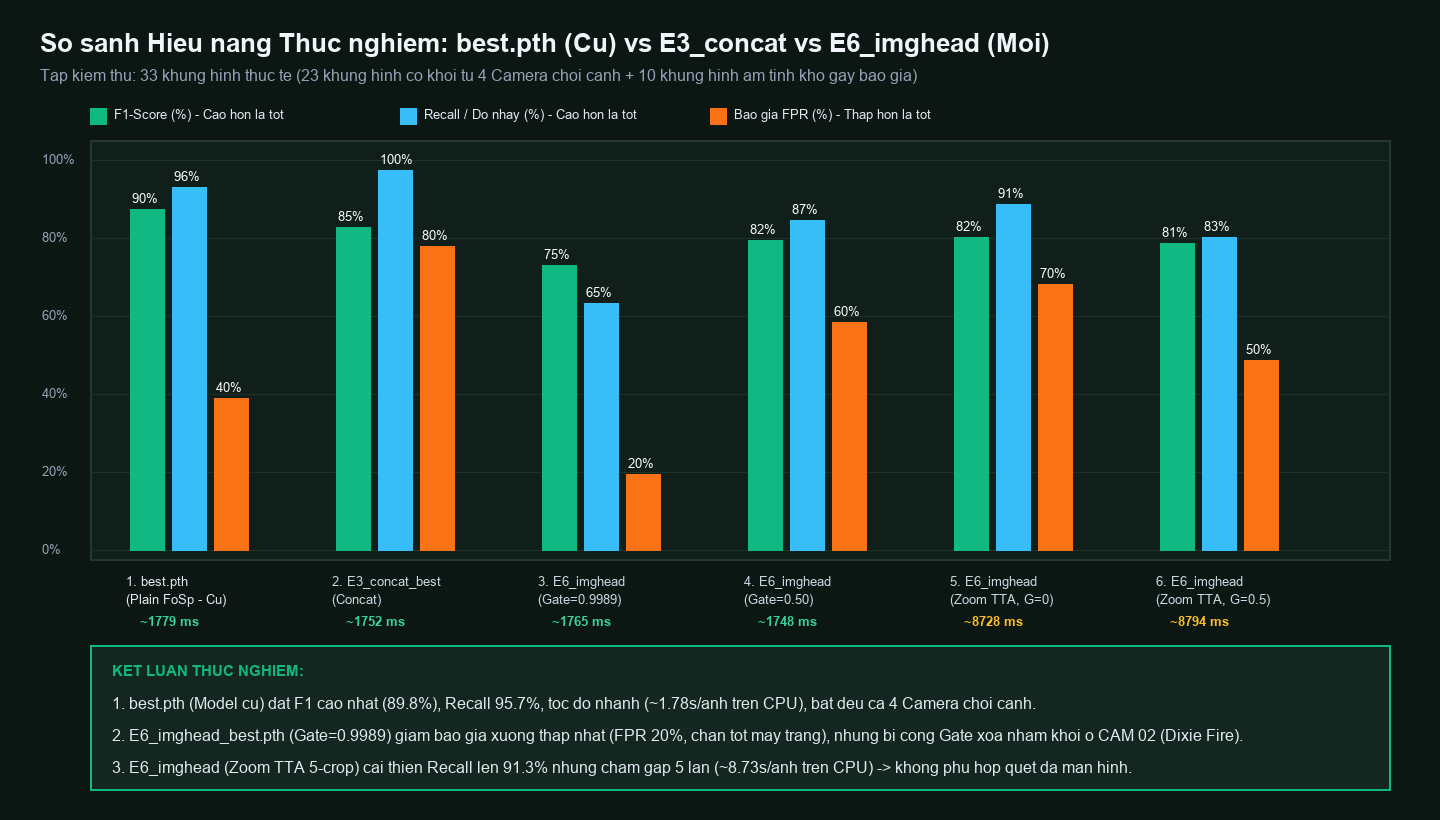 So sanh Hieu nang Thuc nghiem: best.pth (Cu) vs E3_concat vs E6_imghead (Moi)
Tap kiem thu: 33 khung hinh thuc te (23 khung hinh co khoi tu 4 Camera choi canh + 10 khung hinh am tinh kho gay bao gia)
F1-Score (%) - Cao hon la tot
Recall / Do nhay (%) - Cao hon la tot
Bao gia FPR (%) - Thap hon la tot
100%
80%
60%
40%
20%
0%
90%
96%
40%
85%
100%
80%
75%
65%
20%
82%
87%
60%
82%
91%
70%
81%
83%
50%
1. best.pth
(Plain FoSp - Cu)
~1779 ms
2. E3_concat_best
(Concat)
~1752 ms
3. E6_imghead
(Gate=0.9989)
~1765 ms
4. E6_imghead
(Gate=0.50)
~1748 ms
5. E6_imghead
(Zoom TTA, G=0)
~8728 ms
6. E6_imghead
(Zoom TTA, G=0.5)
~8794 ms
KET LUAN THUC NGHIEM:
1. best.pth (Model cu) dat F1 cao nhat (89.8%), Recall 95.7%, toc do nhanh (~1.78s/anh tren CPU), bat deu ca 4 Camera choi canh.
2. E6_imghead_best.pth (Gate=0.9989) giam bao gia xuong thap nhat (FPR 20%, chan tot may trang), nhung bi cong Gate xoa nham khoi o CAM 02 (Dixie Fire).
3. E6_imghead (Zoom TTA 5-crop) cai thien Recall len 91.3% nhung cham gap 5 lan (~8.73s/anh tren CPU) -> khong phu hop quet da man hinh.